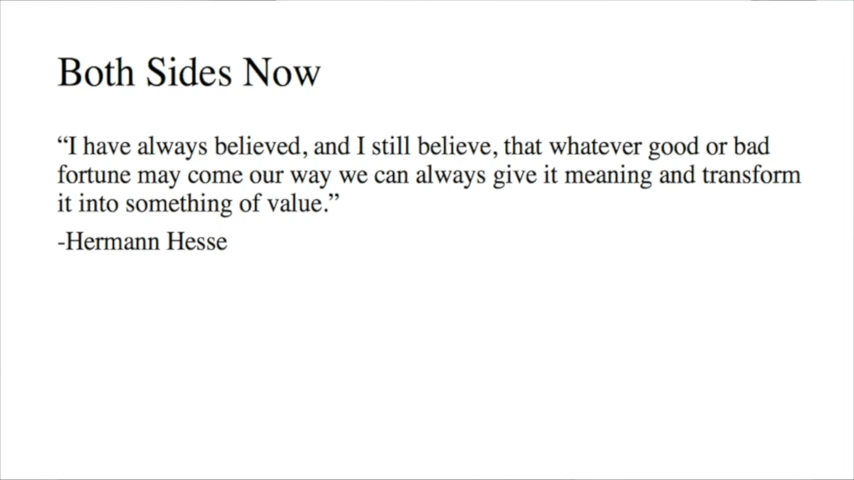 Both Sides Now
“I have always believed, and I still believe, that whatever good or bad
fortune may come our way we can always give it meaning and transform
it into something of value.”
-Hermann Hesse